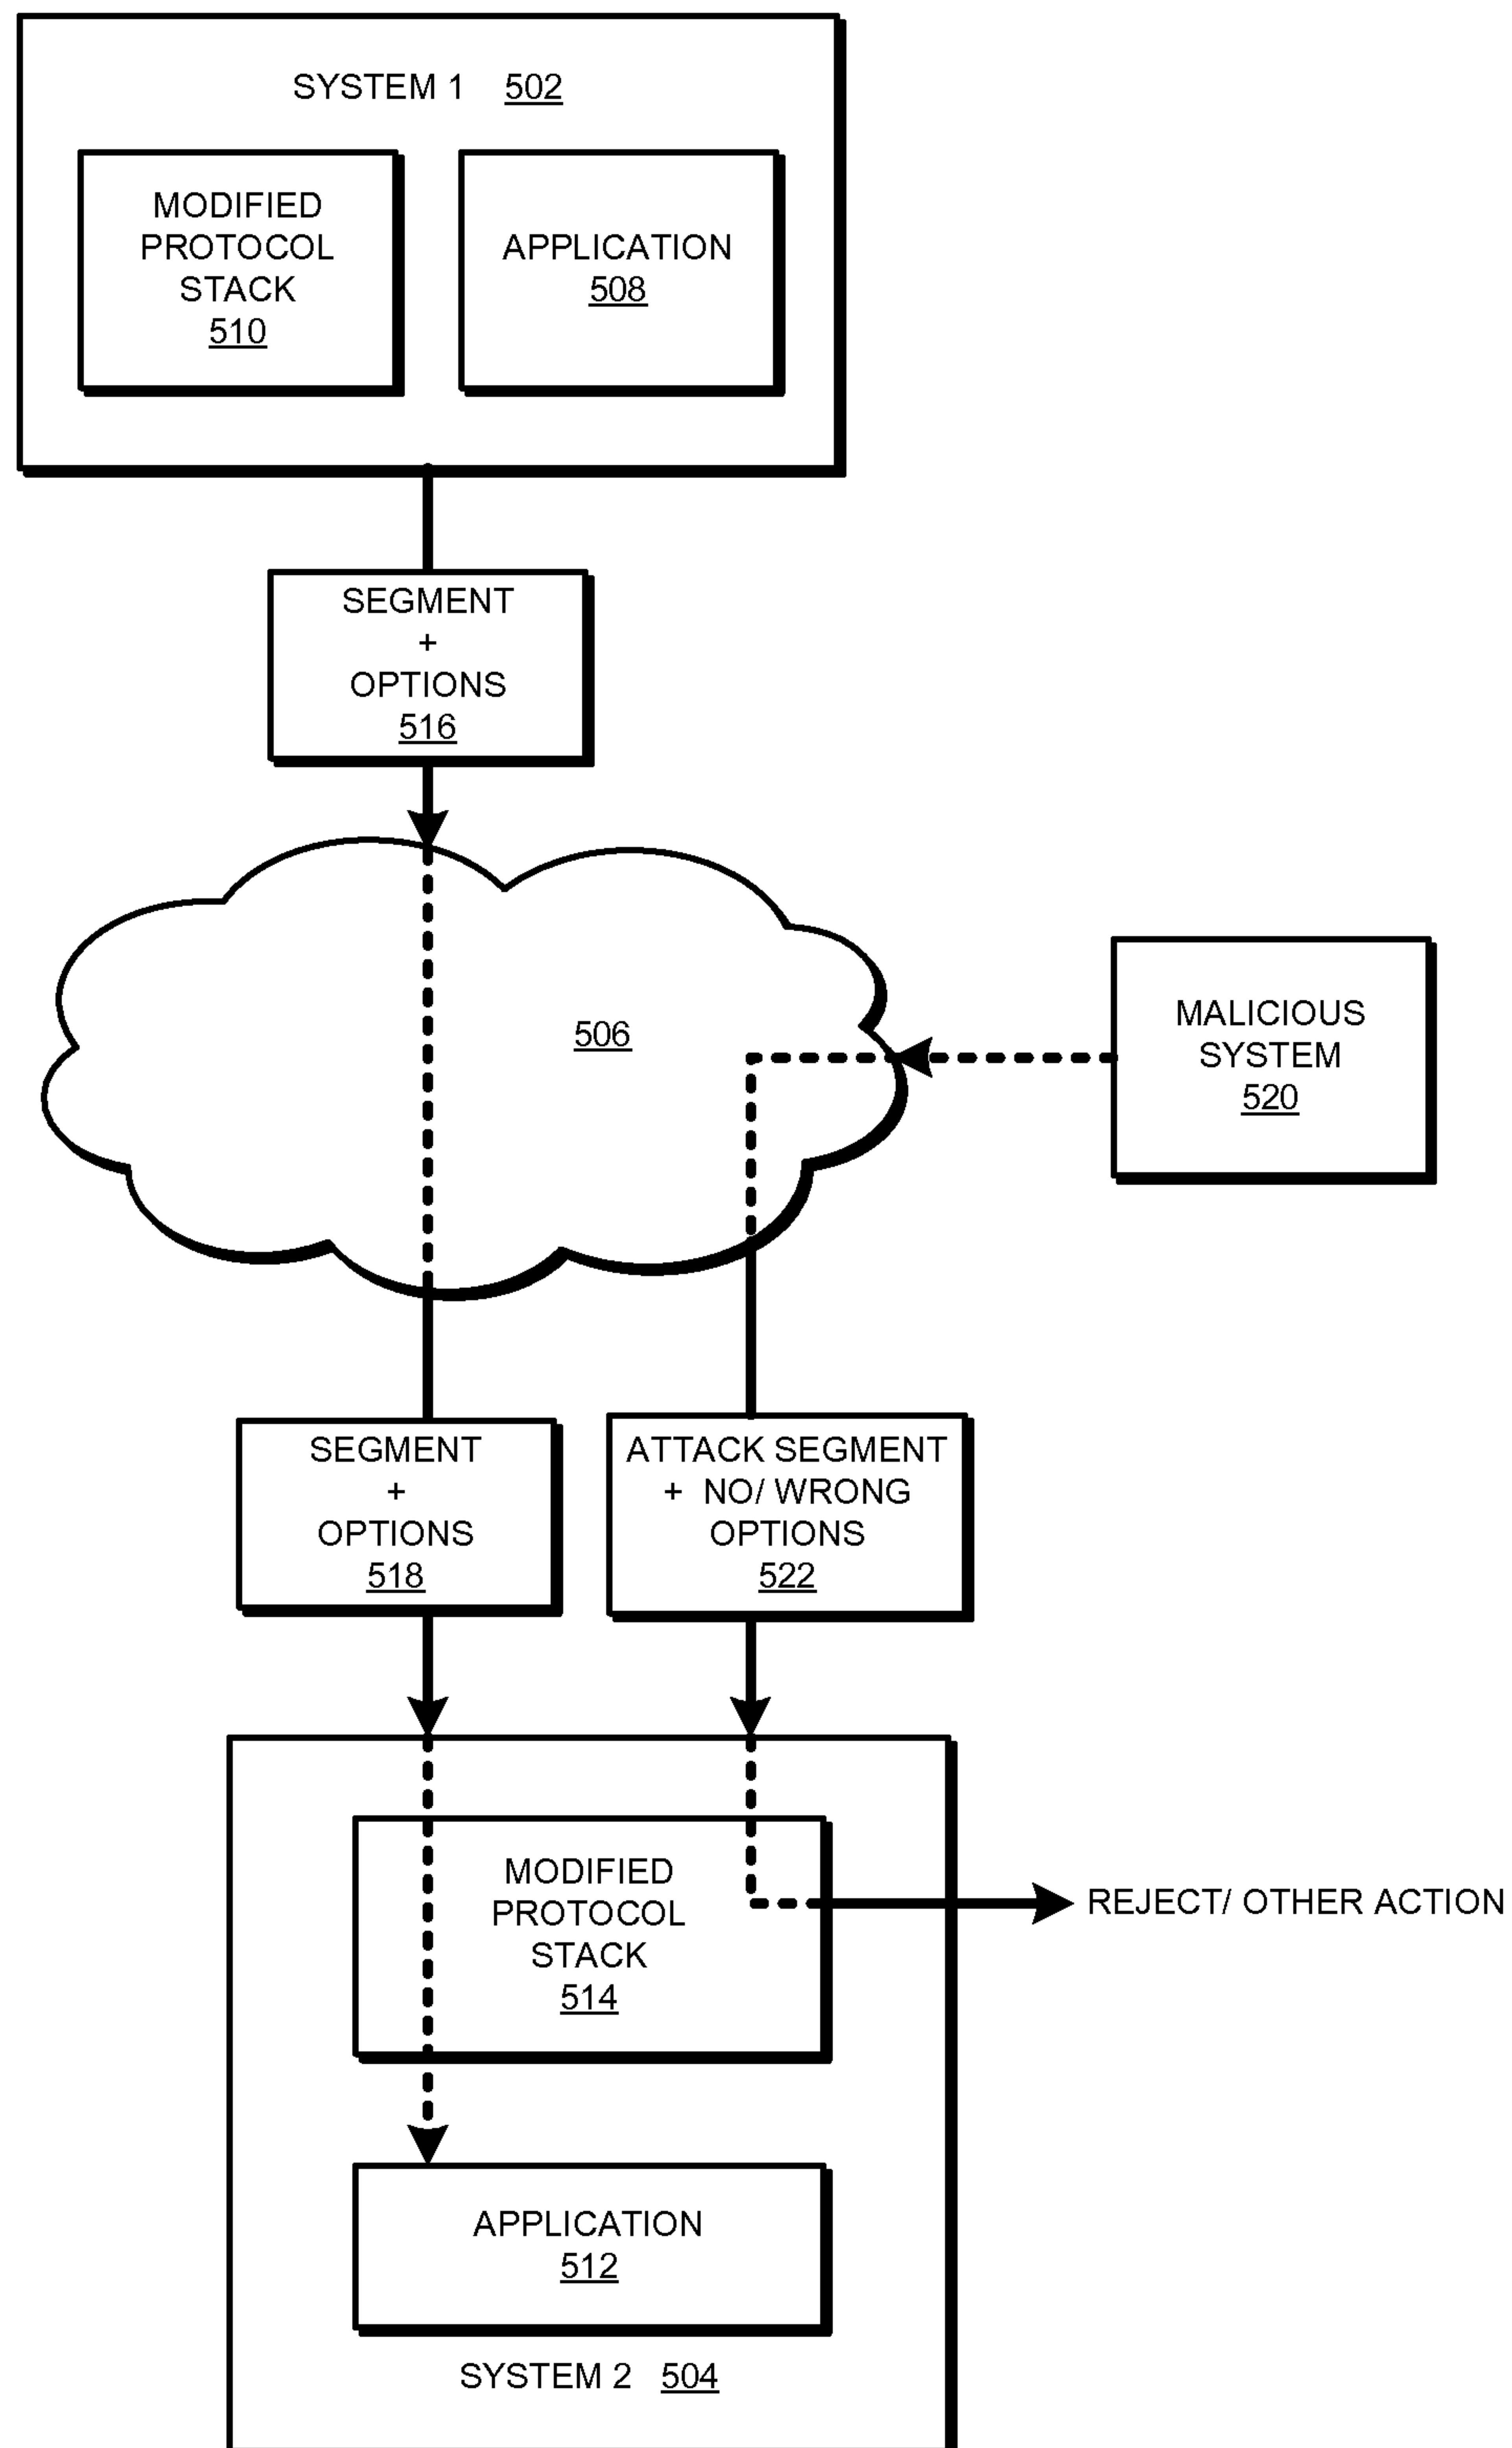 SYSTEM 1 502
MODIFIED
PROTOCOL
STACK
510
APPLICATION
508
SEGMENT
+
OPTIONS
516
506
MALICIOUS
SYSTEM
520
SEGMENT
+
OPTIONS
518
ATTACK SEGMENT
+ NO/ WRONG
OPTIONS
522
MODIFIED
PROTOCOL
STACK
514
REJECT/ OTHER ACTION
APPLICATION
512
SYSTEM 2 504